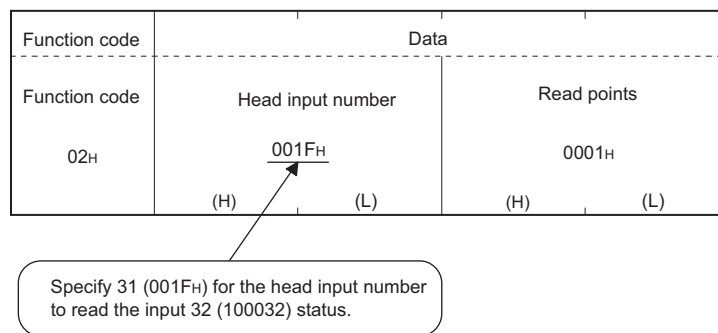 Function code Data
Function code Head input number Read points
02H 001FH 0001H
(H) (L) (H) (L)
Specify 31 (001FH) for the head input number
to read the input 32 (100032) status.